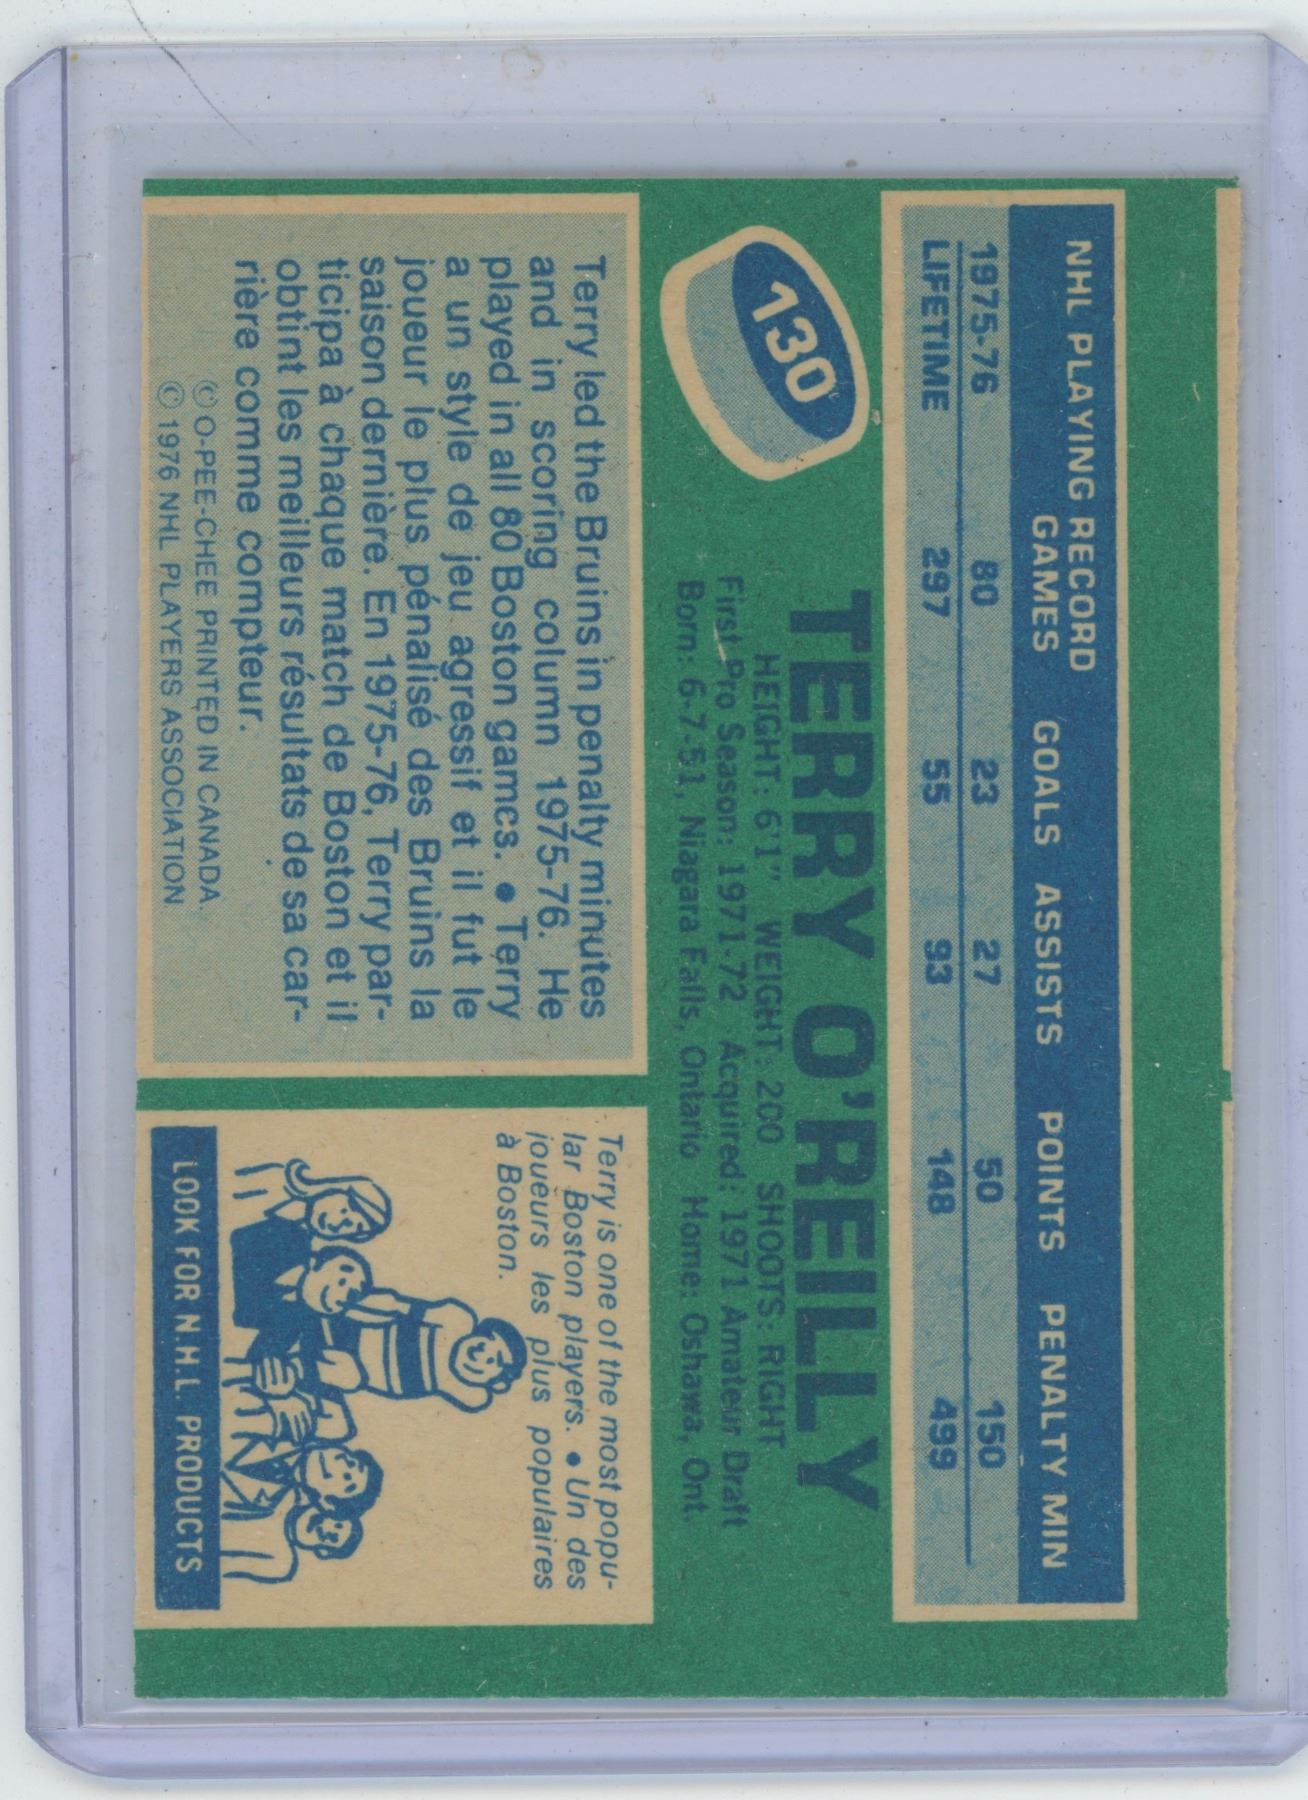 NHL PLAYING RECORD
GAMES GOALS ASSISTS POINTS PENALTY MIN
1975-76 80 23 27 50 150
LIFETIME 297 55 93 148 499
130
TERRY O'REILLY
HEIGHT: 6'1" WEIGHT: 200 SHOOTS: RIGHT
First Pro Season: 1971-72 Acquired: 1971 Amateur Draft
Born: 6-7-51, Niagara Falls, Ontario Home: Oshawa, Ont.
Terry led the Bruins in penalty minutes
and in scoring column 1975-76. He
played in all 80 Boston games. ● Terry
a un style de jeu agressif et il fut le
joueur le plus pénalisé des Bruins la
saison dernière. En 1975-76, Terry par-
ticipa à chaque match de Boston et il
obtint les meilleurs résultats de sa car-
rière comme compteur.
© O-PEE-CHEE PRINTED IN CANADA.
© 1976 NHL PLAYERS ASSOCIATION
Terry is one of the most popu-
lar Boston players. ● Un des
joueurs les plus populaires
à Boston.
LOOK FOR N.H.L. PRODUCTS